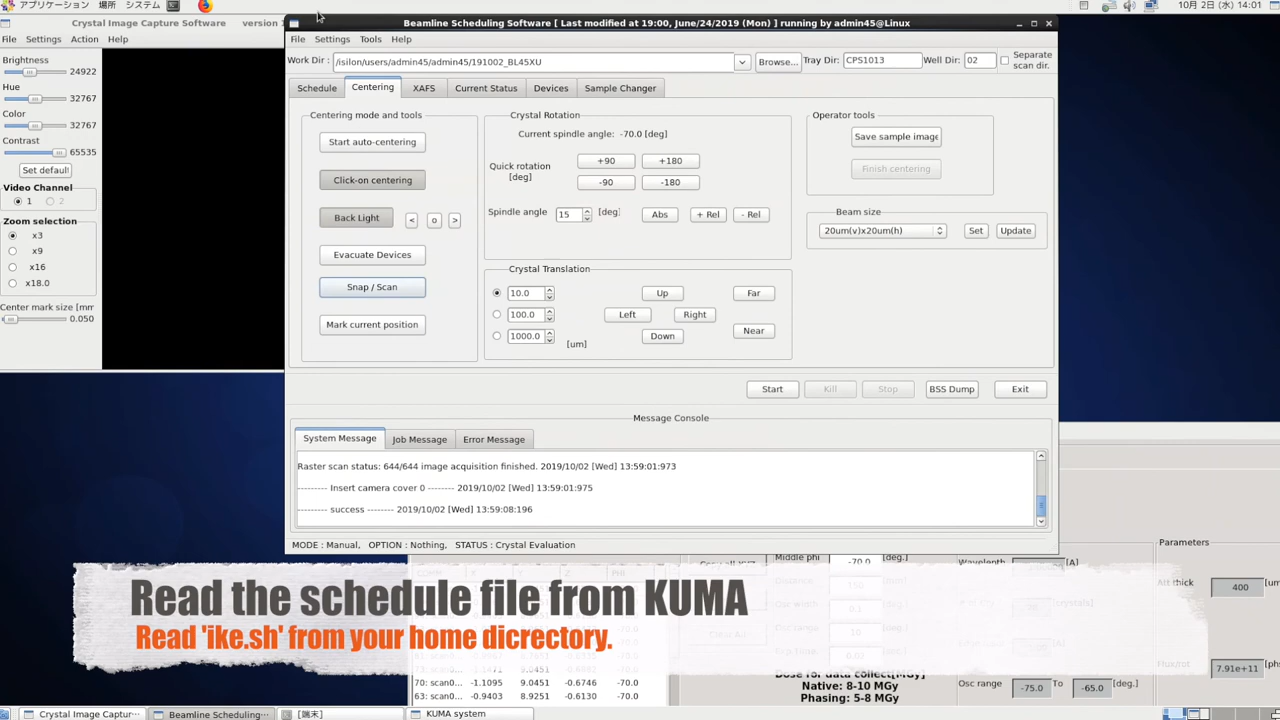 アプリケーション 場所 システム
10月 2日(水) 14:01
Crystal Image Capture Software version
File Settings Action Help
Brightness
24922
Hue
32767
Color
32767
Contrast
65535
Set defaul
Video Channel
1 2
Zoom selection
x3
x9
x16
x18.0
Center mark size [mm
0.050
Beamline Scheduling Software [ Last modified at 19:00, June/24/2019 (Mon) ] running by admin45@Linux
File Settings Tools Help
Work Dir : /isilon/users/admin45/admin45/191002_BL45XU Browse... Tray Dir: CPS1013 Well Dir: 02 Separate scan dir.
Schedule Centering XAFS Current Status Devices Sample Changer
Centering mode and tools
Start auto-centering
Click-on centering
Back Light < o >
Evacuate Devices
Snap / Scan
Mark current position
Crystal Rotation
Current spindle angle: -70.0 [deg]
Quick rotation [deg] +90 +180
-90 -180
Spindle angle 15 [deg] Abs + Rel - Rel
Crystal Translation
10.0 Up Far
100.0 Left Right
1000.0 Down Near
[um]
Operator tools
Save sample image
Finish centering
Beam size
20um(v)x20um(h) Set Update
Start Kill Stop BSS Dump Exit
Message Console
System Message Job Message Error Message
Raster scan status: 644/644 image acquisition finished. 2019/10/02 [Wed] 13:59:01:973
--------- Insert camera cover 0 -------- 2019/10/02 [Wed] 13:59:01:975
--------- success -------- 2019/10/02 [Wed] 13:59:08:196
MODE : Manual, OPTION : Nothing, STATUS : Crystal Evaluation
Middle phi -70.0 [deg.] Wavelength [A]
Parameters
Att thick 400 [um
Read the schedule file from KUMA
Read 'ike.sh' from your home dicrectory.
Flux/tot 7.91e+11 [phs
70: scan0... -1.1095 9.0451 -0.6746 -70.0
63: scan0... -0.9403 8.9251 -0.6130 -70.0
Dose for data collect[MGy]
Native: 8-10 MGy
Phasing: 5-8 MGy
Osc range -75.0 To -65.0 [deg.]
Crystal Image Captur... Beamline Scheduling... [端末] KUMA system